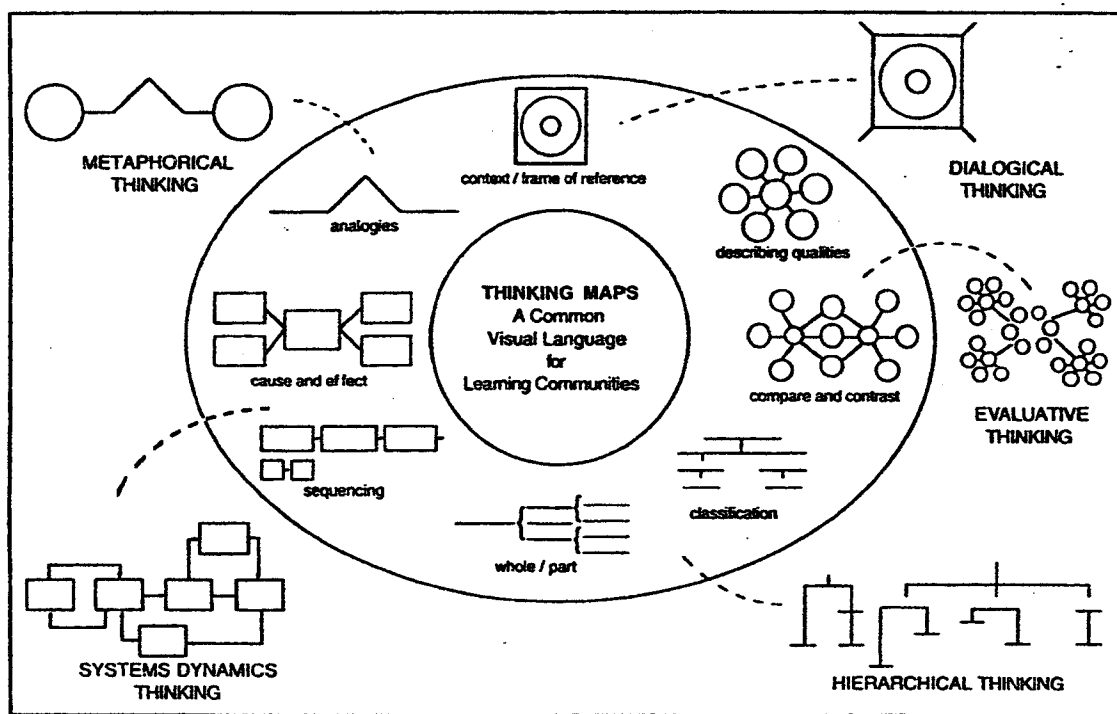 METAPHORICAL
THINKING
DIALOGICAL
THINKING
context / frame of reference
analogies
describing qualities
THINKING MAPS
A Common
Visual Language
for
Learning Communities
cause and effect
compare and contrast
EVALUATIVE
THINKING
sequencing
classification
whole / part
SYSTEMS DYNAMICS
THINKING
HIERARCHICAL THINKING